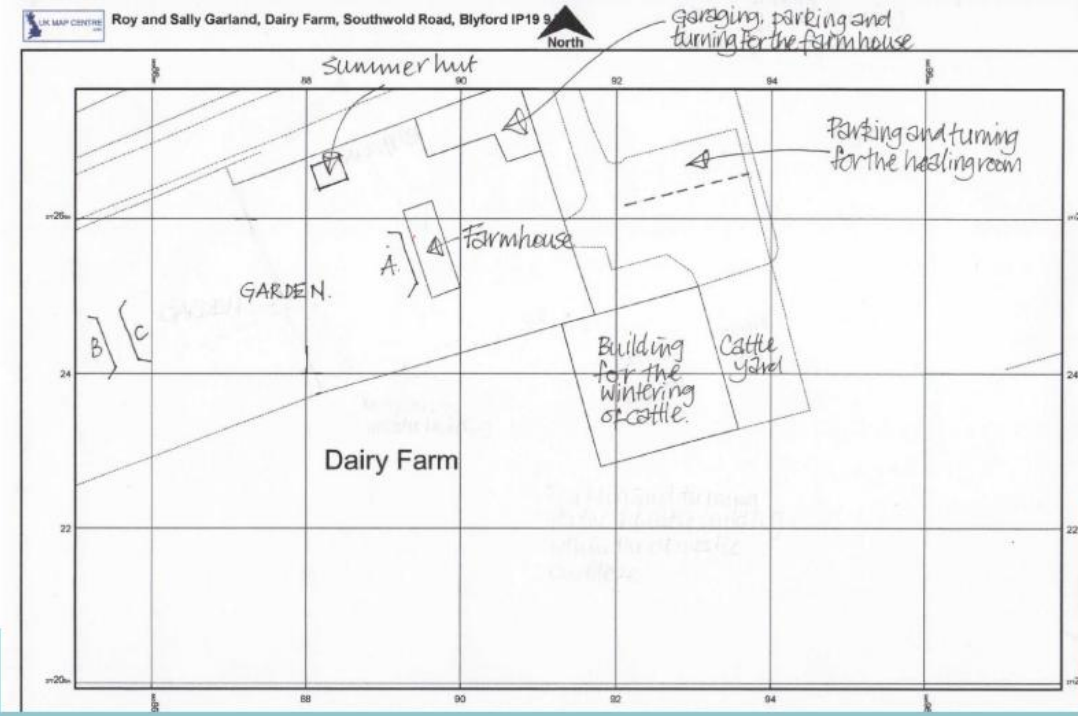 UK MAP CENTRE
Roy and Sally Garland, Dairy Farm, Southwold Road, Blyford IP19 9
North
garaging, parking and
turning for the farmhouse
summer hut
88
90
92
94
Parking and turning
for the healing room
Farmhouse
A.
GARDEN.
B
C
Building
for the
wintering
of cattle.
Cattle
yard
24
24
Dairy Farm
22
22
88
90
92
94